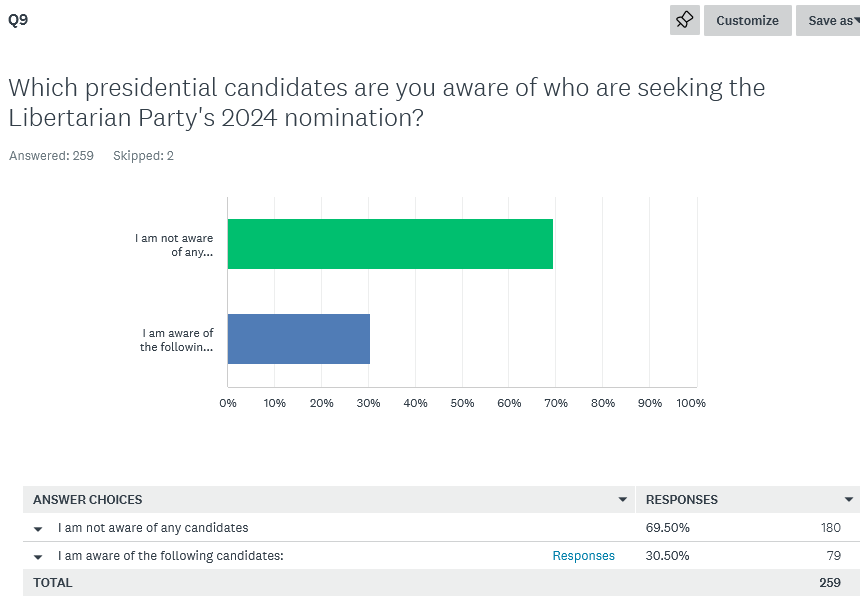 Q9
Customize
Save as
Which presidential candidates are you aware of who are seeking the
Libertarian Party's 2024 nomination?
Answered: 259 Skipped: 2
I am not aware
of any...
I am aware of
the followin...
0% 10% 20% 30% 40% 50% 60% 70% 80% 90% 100%
ANSWER CHOICES RESPONSES
I am not aware of any candidates 69.50% 180
I am aware of the following candidates: Responses 30.50% 79
TOTAL 259